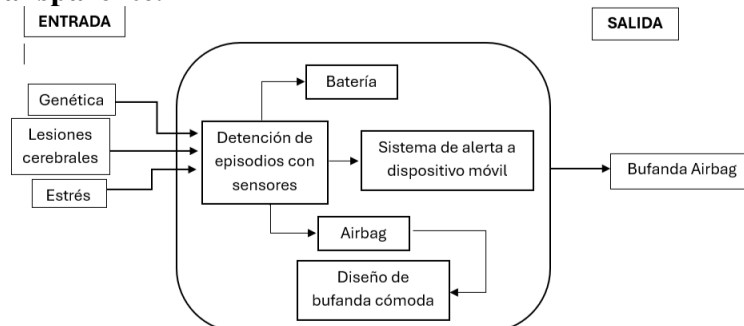 ENTRADA
SALIDA
Batería
Genética
Lesiones
cerebrales
Estrés
Detención de
episodios con
sensores
Sistema de alerta a
dispositivo móvil
Bufanda Airbag
Airbag
Diseño de
bufanda cómoda